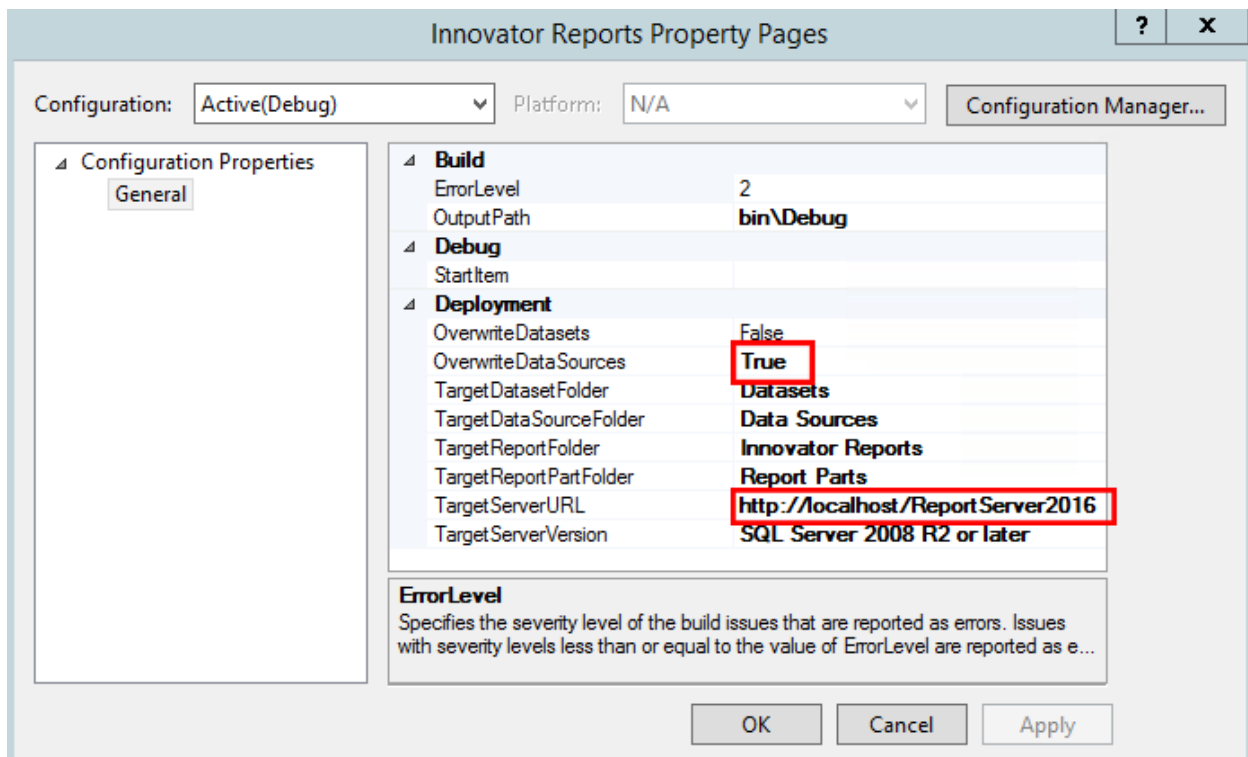 Innovator Reports Property Pages
? x
Configuration: Active(Debug) Platform: N/A Configuration Manager...
Configuration Properties
General
Build
ErrorLevel 2
OutputPath bin\Debug
Debug
StartItem
Deployment
OverwriteDatasets False
OverwriteDataSources True
TargetDatasetFolder Datasets
TargetDataSourceFolder Data Sources
TargetReportFolder Innovator Reports
TargetReportPartFolder Report Parts
TargetServerURL http://localhost/ReportServer2016
TargetServerVersion SQL Server 2008 R2 or later
ErrorLevel
Specifies the severity level of the build issues that are reported as errors. Issues
with severity levels less than or equal to the value of ErrorLevel are reported as e...
OK Cancel Apply